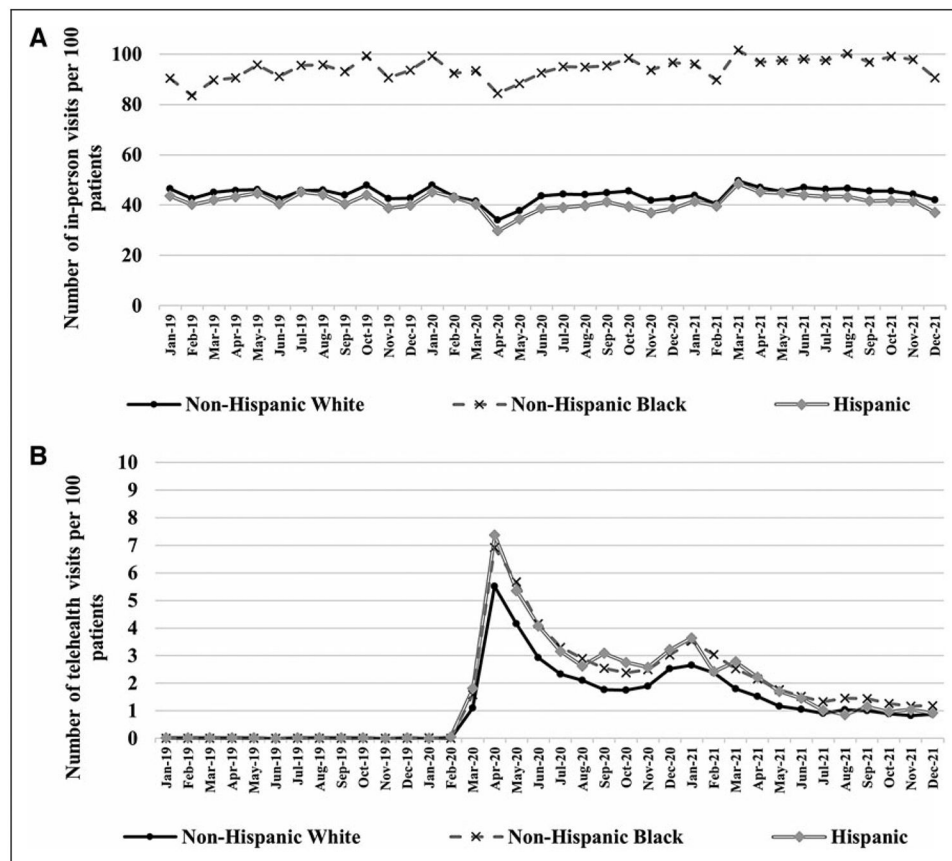 A
Number of in-person visits per 100
patients
100
80
60
40
20
0
Jan-19
Feb-19
Mar-19
Apr-19
May-19
Jun-19
Jul-19
Aug-19
Sep-19
Oct-19
Nov-19
Dec-19
Jan-20
Feb-20
Mar-20
Apr-20
May-20
Jun-20
Jul-20
Aug-20
Sep-20
Oct-20
Nov-20
Dec-20
Jan-21
Feb-21
Mar-21
Apr-21
May-21
Jun-21
Jul-21
Aug-21
Sep-21
Oct-21
Nov-21
Dec-21
Non-Hispanic White Non-Hispanic Black Hispanic
B
Number of telehealth visits per 100
patients
10
9
8
7
6
5
4
3
2
1
0
Jan-19
Feb-19
Mar-19
Apr-19
May-19
Jun-19
Jul-19
Aug-19
Sep-19
Oct-19
Nov-19
Dec-19
Jan-20
Feb-20
Mar-20
Apr-20
May-20
Jun-20
Jul-20
Aug-20
Sep-20
Oct-20
Nov-20
Dec-20
Jan-21
Feb-21
Mar-21
Apr-21
May-21
Jun-21
Jul-21
Aug-21
Sep-21
Oct-21
Nov-21
Dec-21
Non-Hispanic White Non-Hispanic Black Hispanic